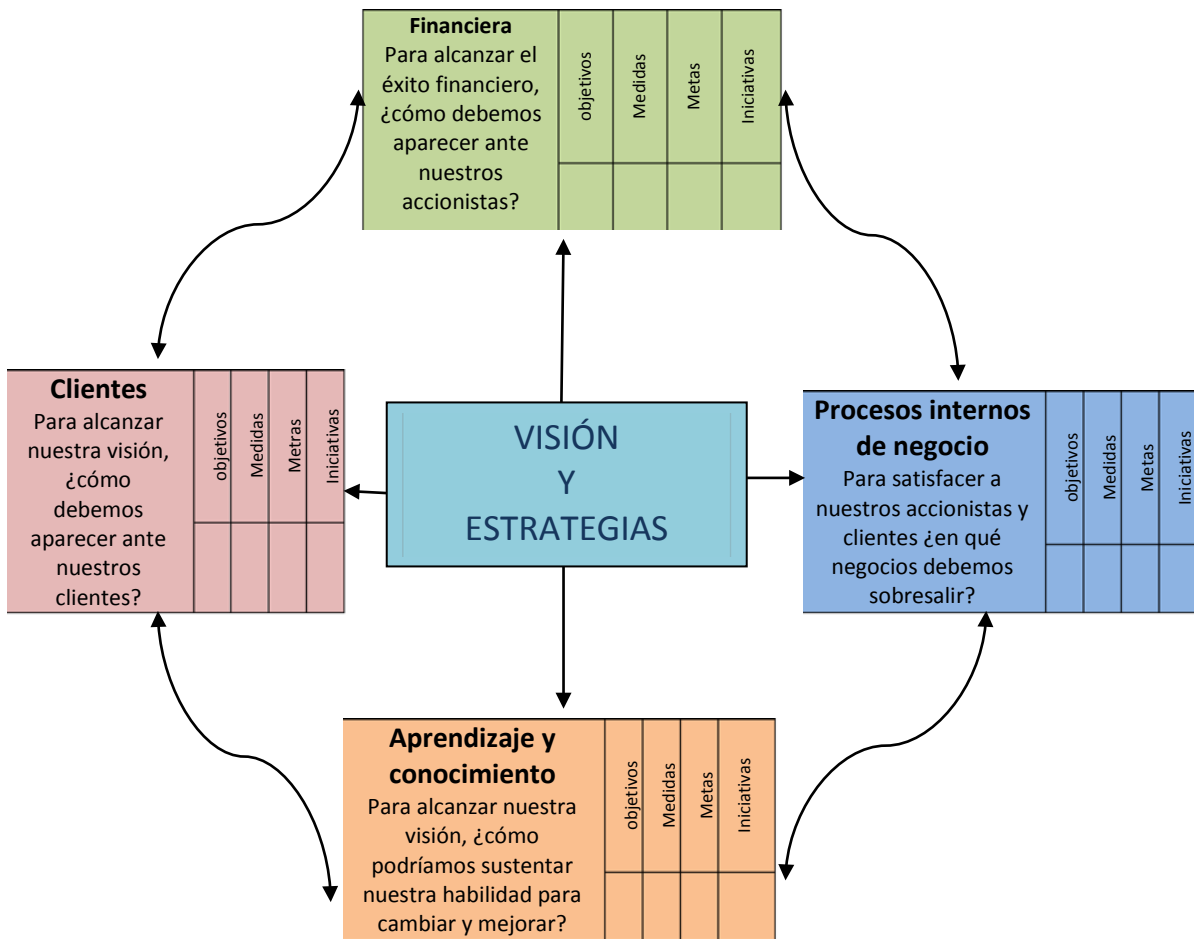 Financiera
Para alcanzar el
éxito financiero,
¿cómo debemos
aparecer ante
nuestros
accionistas?
objetivos
Medidas
Metas
Iniciativas
Clientes
Para alcanzar
nuestra visión,
¿cómo
debemos
aparecer ante
nuestros
clientes?
objetivos
Medidas
Metras
Iniciativas
VISIÓN
Y
ESTRATEGIAS
Procesos internos
de negocio
Para satisfacer a
nuestros accionistas y
clientes ¿en qué
negocios debemos
sobresalir?
objetivos
Medidas
Metas
Iniciativas
Aprendizaje y
conocimiento
Para alcanzar nuestra
visión, ¿cómo
podríamos sustentar
nuestra habilidad para
cambiar y mejorar?
objetivos
Medidas
Metas
Iniciativas